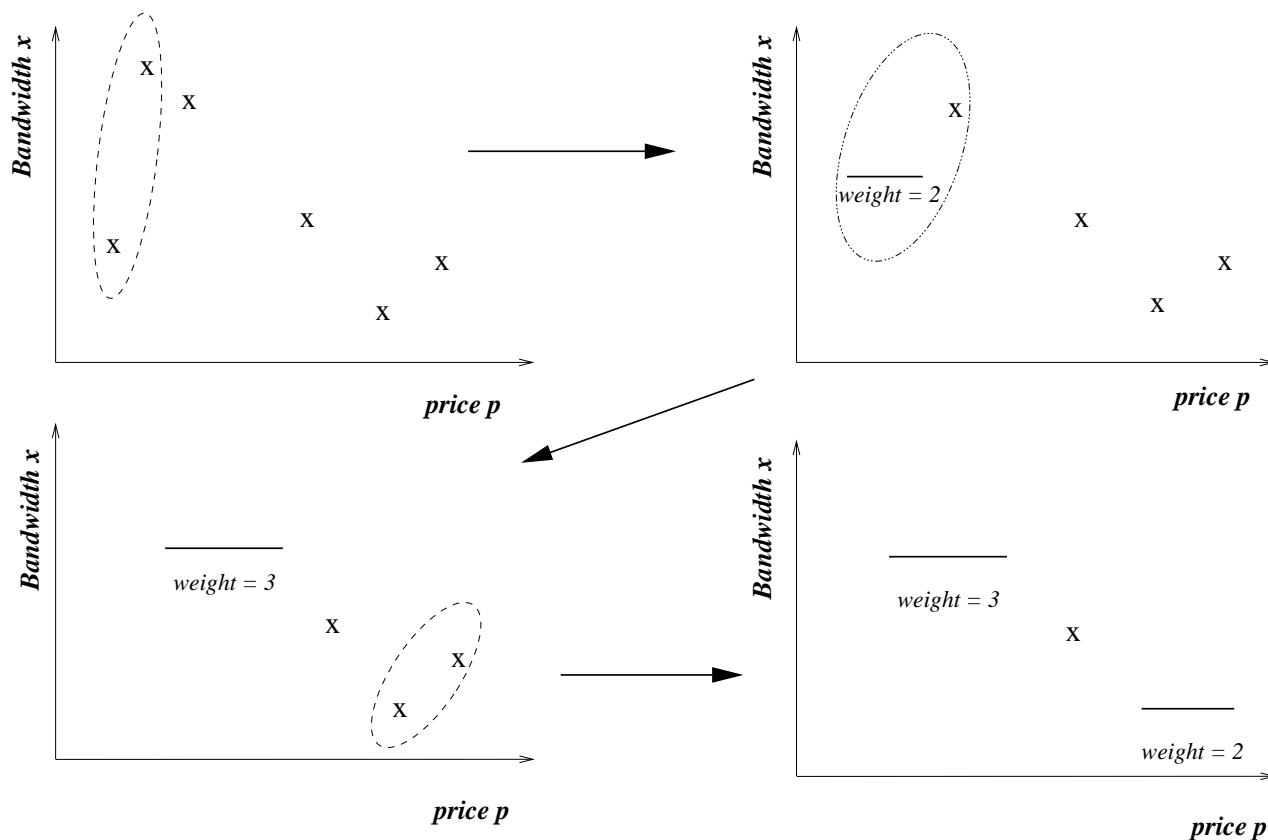 Bandwidth x
x
x
x
x
x
x
price p
Bandwidth x
x
weight = 2
x
x
x
price p
Bandwidth x
weight = 3
x
x
x
price p
Bandwidth x
weight = 3
x
weight = 2
price p